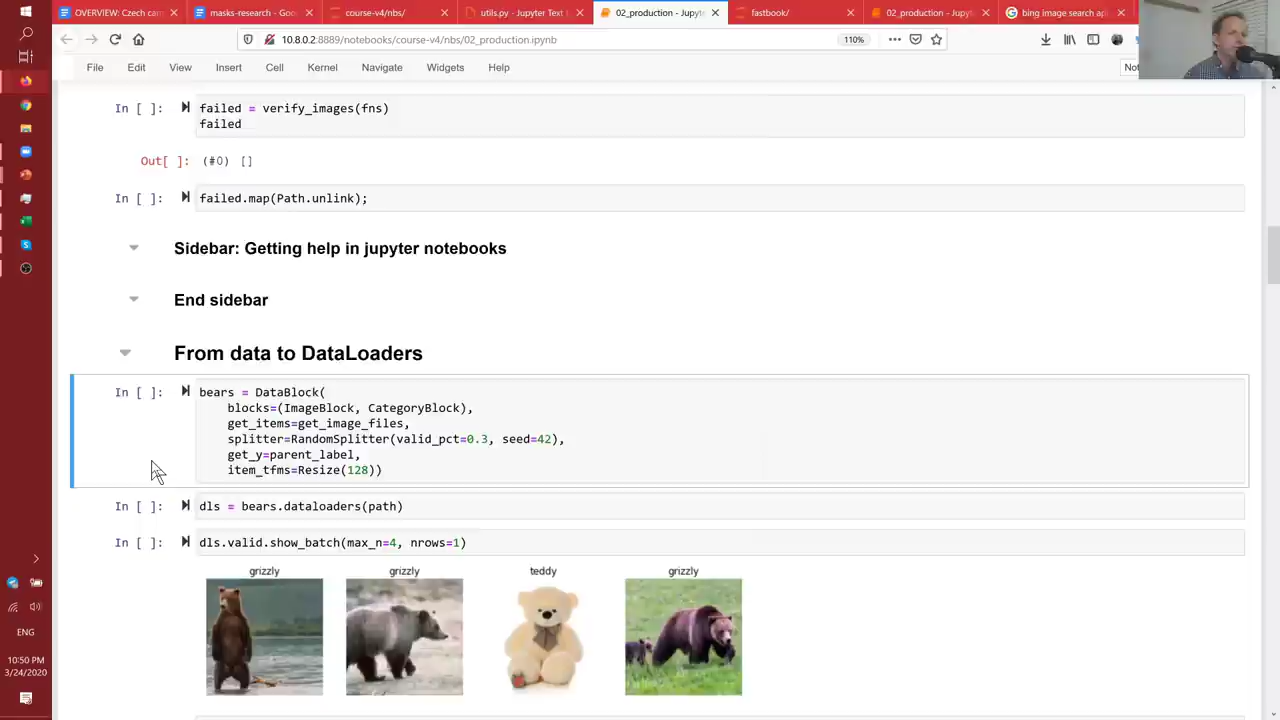 OVERVIEW: Czech cam
masks-research - Goo
course-v4/nbs/
utils.py - Jupyter Text
02_production - Jupyt
fastbook/
02_production - Jupyt
bing image search api
10.8.0.2:8889/notebooks/course-v4/nbs/02_production.ipynb
110%
File Edit View Insert Cell Kernel Navigate Widgets Help
Not
In [ ]: failed = verify_images(fns)
failed
Out[ ]: (#0) []
In [ ]: failed.map(Path.unlink);
Sidebar: Getting help in jupyter notebooks
End sidebar
From data to DataLoaders
In [ ]: bears = DataBlock(
blocks=(ImageBlock, CategoryBlock),
get_items=get_image_files,
splitter=RandomSplitter(valid_pct=0.3, seed=42),
get_y=parent_label,
item_tfms=Resize(128))
In [ ]: dls = bears.dataloaders(path)
In [ ]: dls.valid.show_batch(max_n=4, nrows=1)
grizzly grizzly teddy grizzly
ENG
10:50 PM
3/24/2020